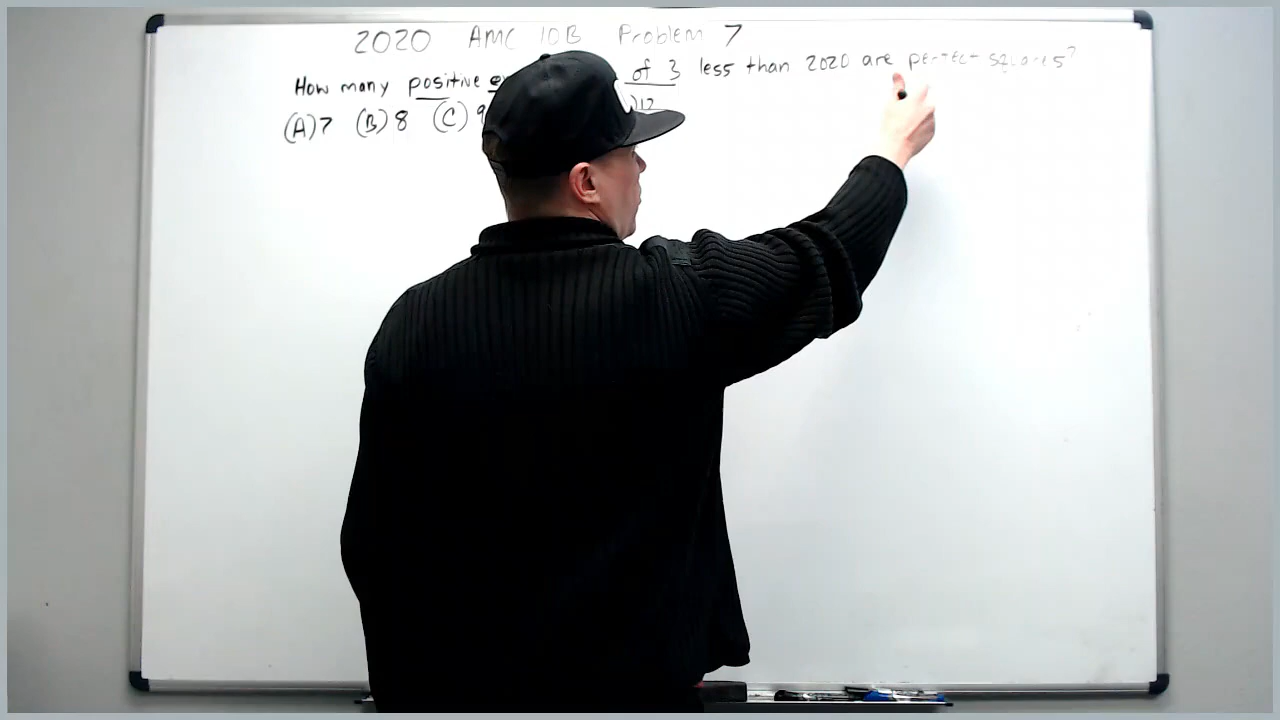 2020 AMC 10B Problem 7
How many positive of 3 less than 2020 are perfect squares?
(A) 7 (B) 8 (C) 9 ) 12